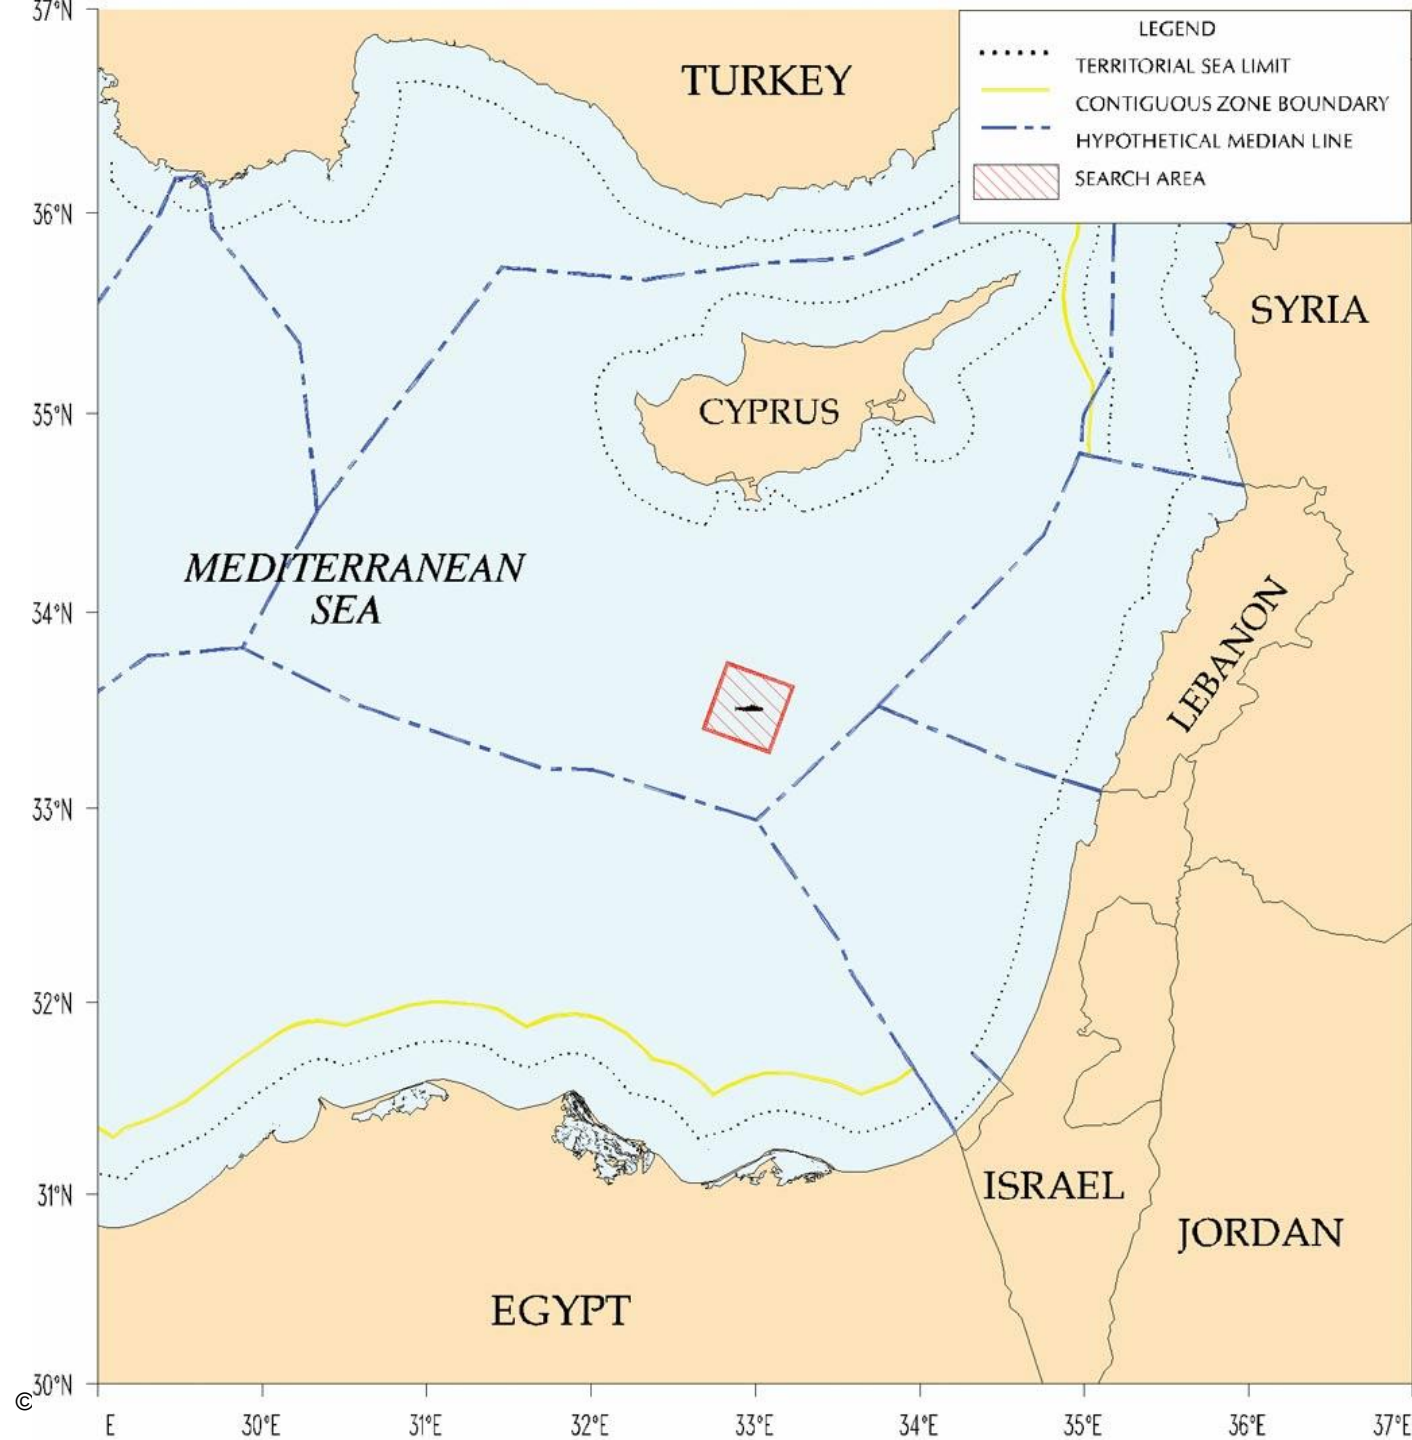 37°N
LEGEND
TERRITORIAL SEA LIMIT
CONTIGUOUS ZONE BOUNDARY
HYPOTHETICAL MEDIAN LINE
SEARCH AREA
TURKEY
36°N
SYRIA
35°N
CYPRUS
MEDITERRANEAN
SEA
34°N
LEBANON
33°N
32°N
31°N
ISRAEL
JORDAN
EGYPT
30°N
©
E
30°E
31°E
32°E
33°E
34°E
35°E
36°E
37°E